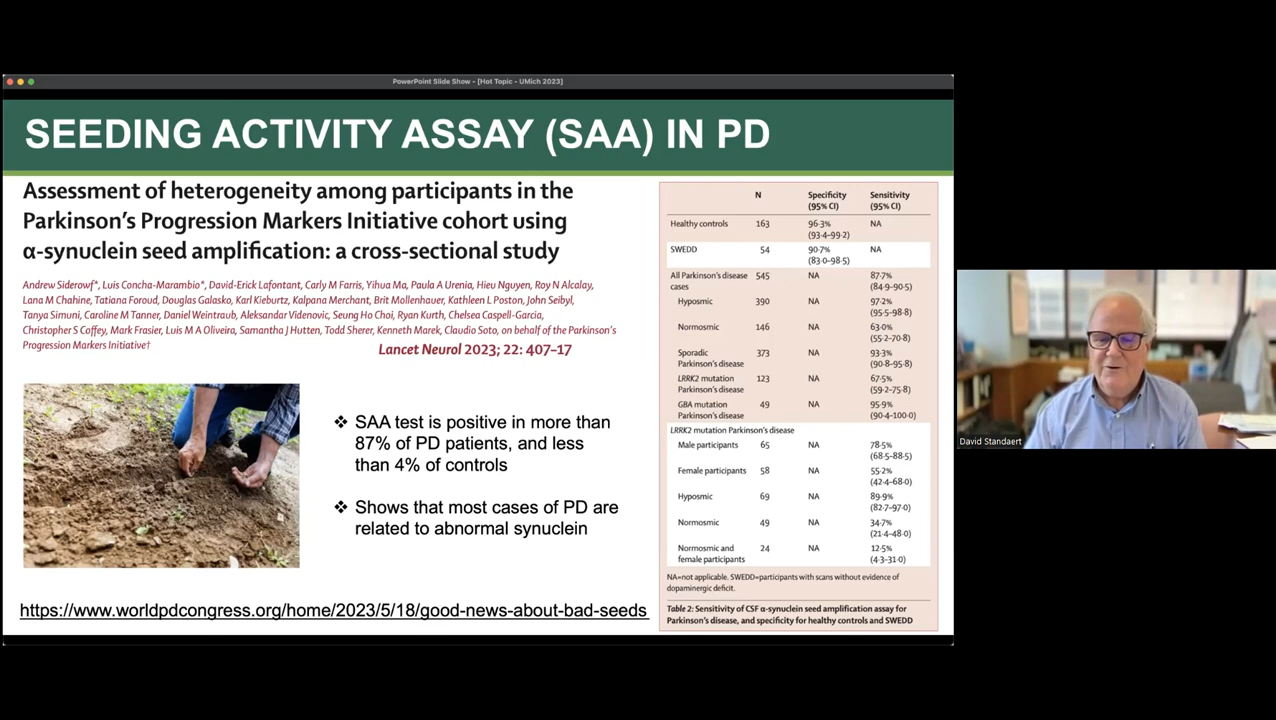 PowerPoint Slide Show - [Hot Topic - UMich 2023]
SEEDING ACTIVITY ASSAY (SAA) IN PD
Assessment of heterogeneity among participants in the
Parkinson's Progression Markers Initiative cohort using
α-synuclein seed amplification: a cross-sectional study
Andrew Siderowf*, Luis Concha-Marambio*, David-Erick Lafontant, Carly M Farris, Yihua Ma, Paula A Urenia, Hieu Nguyen, Roy N Alcalay,
Lana M Chahine, Tatiana Foroud, Douglas Galasko, Karl Kieburtz, Kalpana Merchant, Brit Mollenhauer, Kathleen L Poston, John Seibyl,
Tanya Simuni, Caroline M Tanner, Daniel Weintraub, Aleksandar Videnovic, Seung Ho Choi, Ryan Kurth, Chelsea Caspell-Garcia,
Christopher S Coffey, Mark Frasier, Luis M A Oliveira, Samantha J Hutten, Todd Sherer, Kenneth Marek, Claudio Soto, on behalf of the Parkinson's
Progression Markers Initiative†
Lancet Neurol 2023; 22: 407–17
❖ SAA test is positive in more than
87% of PD patients, and less
than 4% of controls
❖ Shows that most cases of PD are
related to abnormal synuclein
https://www.worldpdcongress.org/home/2023/5/18/good-news-about-bad-seeds
N Specificity Sensitivity
(95% CI) (95% CI)
Healthy controls 163 96·3% NA
(93·4–99·2)
SWEDD 54 90·7% NA
(83·0–98·5)
All Parkinson's disease 545 NA 87·7%
cases (84·9–90·5)
Hyposmic 390 NA 97·2%
(95·5–98·8)
Normosmic 146 NA 63·0%
(55·2–70·8)
Sporadic 373 NA 93·3%
Parkinson's disease (90·8–95·8)
LRRK2 mutation 123 NA 67·5%
Parkinson's disease (59·2–75·8)
GBA mutation 49 NA 95·9%
Parkinson's disease (90·4–100·0)
LRRK2 mutation Parkinson's disease
Male participants 65 NA 78·5%
(68·5–88·5)
Female participants 58 NA 55·2%
(42·4–68·0)
Hyposmic 69 NA 89·9%
(82·7–97·0)
Normosmic 49 NA 34·7%
(21·4–48·0)
Normosmic and 24 NA 12·5%
female participants (4·3–31·0)
NA=not applicable. SWEDD=participants with scans without evidence of
dopaminergic deficit.
Table 2: Sensitivity of CSF α-synuclein seed amplification assay for
Parkinson's disease, and specificity for healthy controls and SWEDD
David Standaert